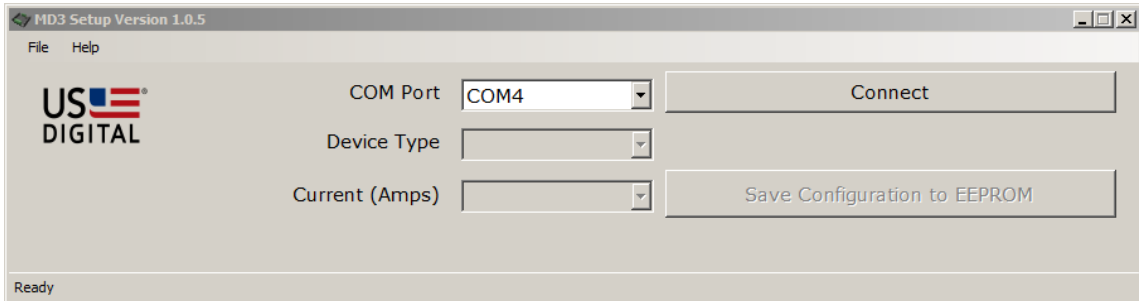 MD3 Setup Version 1.0.5
File Help
US
DIGITAL
COM Port COM4 Connect
Device Type
Current (Amps) Save Configuration to EEPROM
Ready